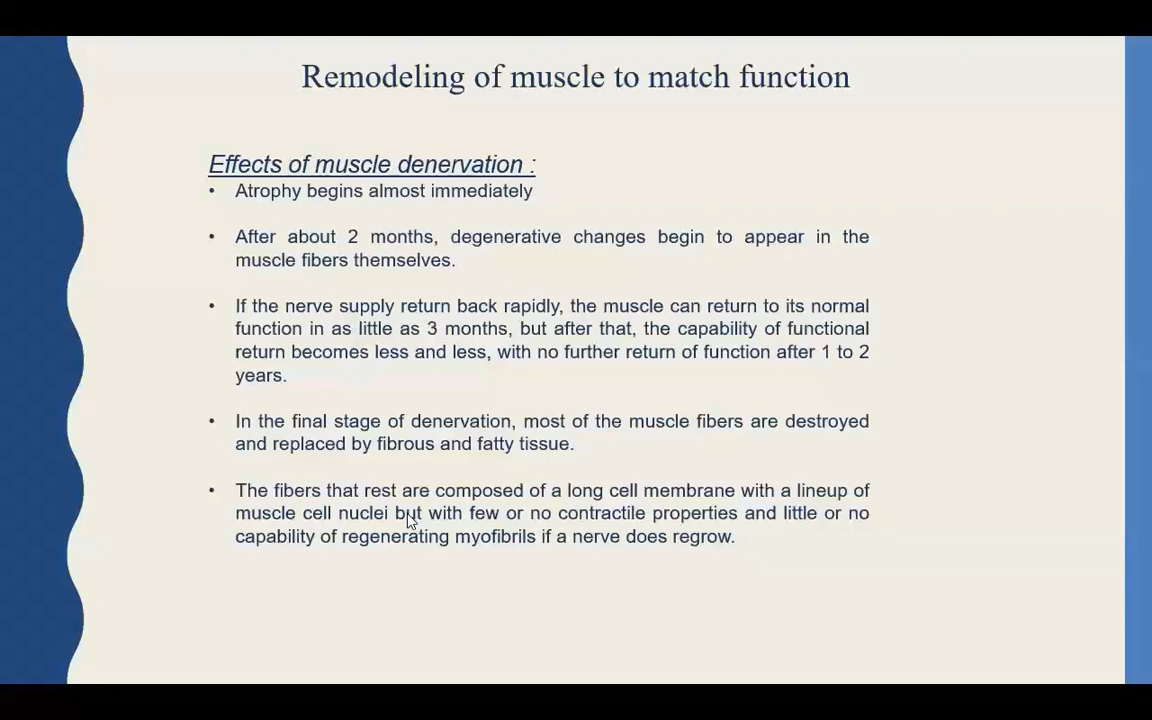 Remodeling of muscle to match function
Effects of muscle denervation :
• Atrophy begins almost immediately
• After about 2 months, degenerative changes begin to appear in the
muscle fibers themselves.
• If the nerve supply return back rapidly, the muscle can return to its normal
function in as little as 3 months, but after that, the capability of functional
return becomes less and less, with no further return of function after 1 to 2
years.
• In the final stage of denervation, most of the muscle fibers are destroyed
and replaced by fibrous and fatty tissue.
• The fibers that rest are composed of a long cell membrane with a lineup of
muscle cell nuclei but with few or no contractile properties and little or no
capability of regenerating myofibrils if a nerve does regrow.